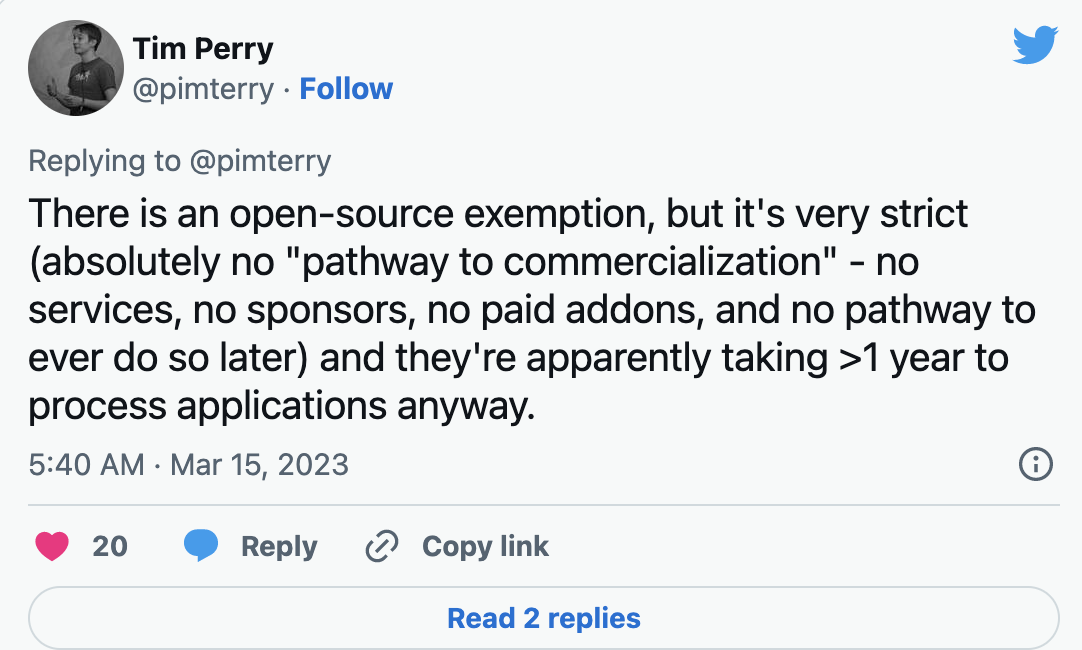 Tim Perry
@pimterry · Follow
Replying to @pimterry
There is an open-source exemption, but it's very strict
(absolutely no "pathway to commercialization" - no
services, no sponsors, no paid addons, and no pathway to
ever do so later) and they're apparently taking >1 year to
process applications anyway.
5:40 AM · Mar 15, 2023
20 Reply Copy link
Read 2 replies